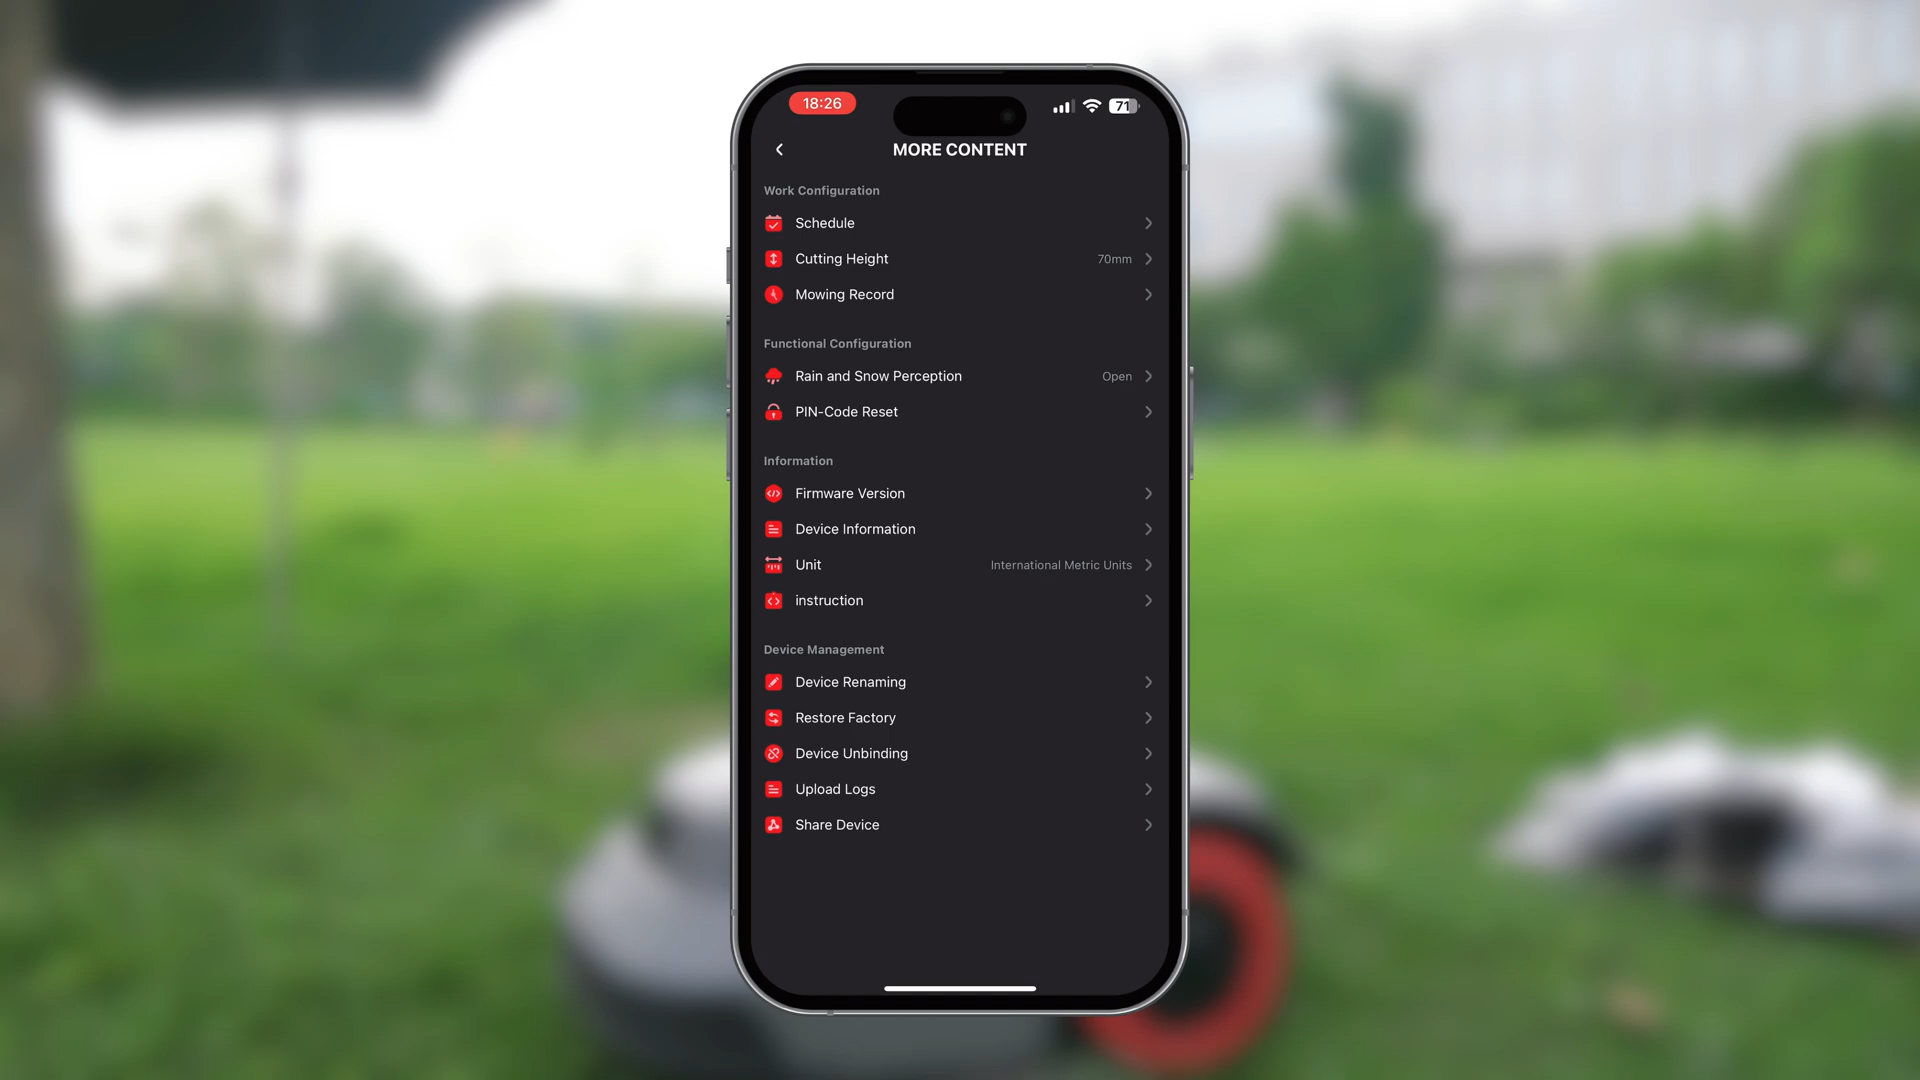 18:26
71
MORE CONTENT
Work Configuration
Schedule
Cutting Height 70mm
Mowing Record
Functional Configuration
Rain and Snow Perception Open
PIN-Code Reset
Information
Firmware Version
Device Information
Unit International Metric Units
instruction
Device Management
Device Renaming
Restore Factory
Device Unbinding
Upload Logs
Share Device